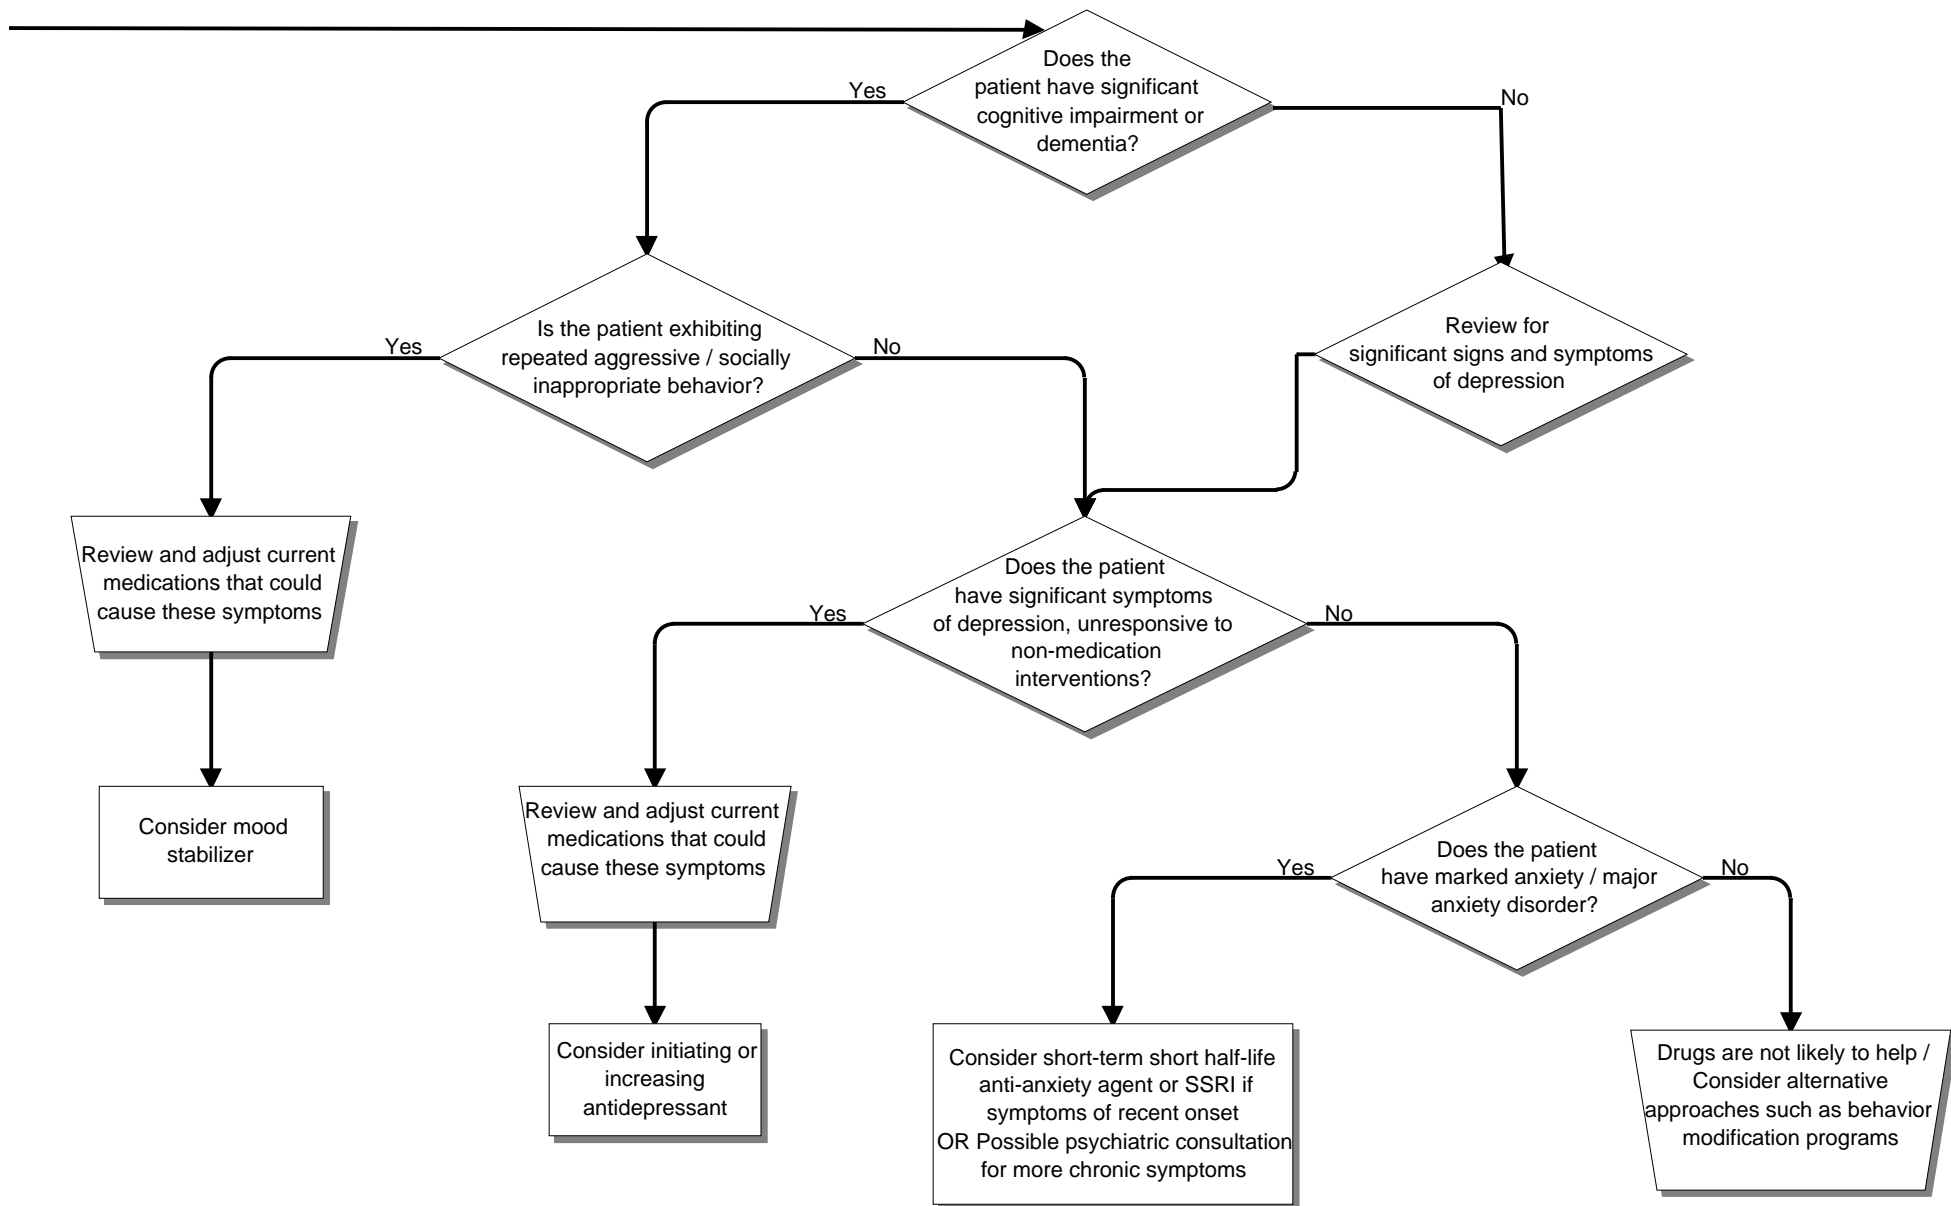 Does the
patient have significant
cognitive impairment or
dementia?
Yes
No
Is the patient exhibiting
repeated aggressive / socially
inappropriate behavior?
Yes
No
Review for
significant signs and symptoms
of depression
Review and adjust current
medications that could
cause these symptoms
Does the patient
have significant symptoms
of depression, unresponsive to
non-medication
interventions?
Yes
No
Consider mood
stabilizer
Review and adjust current
medications that could
cause these symptoms
Does the patient
have marked anxiety / major
anxiety disorder?
Yes
No
Consider initiating or
increasing
antidepressant
Consider short-term short half-life
anti-anxiety agent or SSRI if
symptoms of recent onset
OR Possible psychiatric consultation
for more chronic symptoms
Drugs are not likely to help /
Consider alternative
approaches such as behavior
modification programs